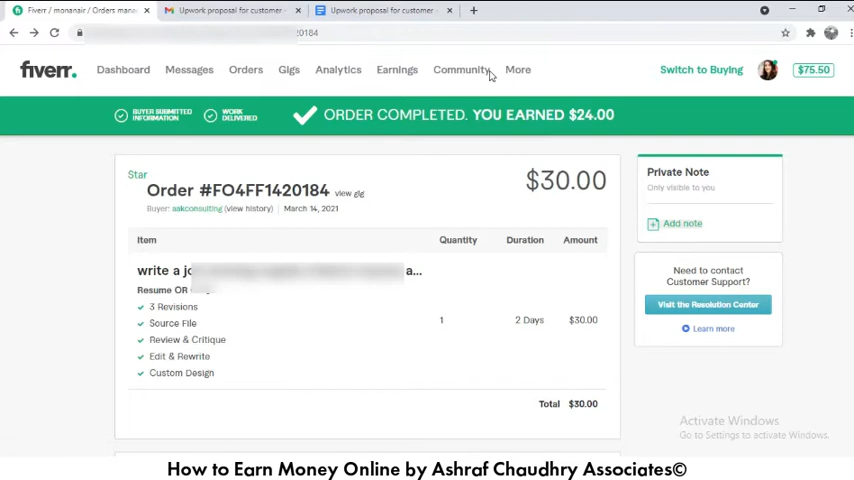 Fiverr / monanair / Orders mana
Upwork proposal for customer -
Upwork proposal for customer -
0184
fiverr.
Dashboard
Messages
Orders
Gigs
Analytics
Earnings
Community
More
Switch to Buying
$75.50
BUYER SUBMITTED
INFORMATION
WORK
DELIVERED
ORDER COMPLETED. YOU EARNED $24.00
Star
Order #FO4FF1420184 view gig
$30.00
Buyer: aakconsulting (view history) March 14, 2021
Item
Quantity
Duration
Amount
write a jo
a...
Resume OR
3 Revisions
Source File
Review & Critique
Edit & Rewrite
Custom Design
1
2 Days
$30.00
Total $30.00
Private Note
Only visible to you
Add note
Need to contact
Customer Support?
Visit the Resolution Center
Learn more
Activate Windows
Go to Settings to activate Windows.
How to Earn Money Online by Ashraf Chaudhry Associates©